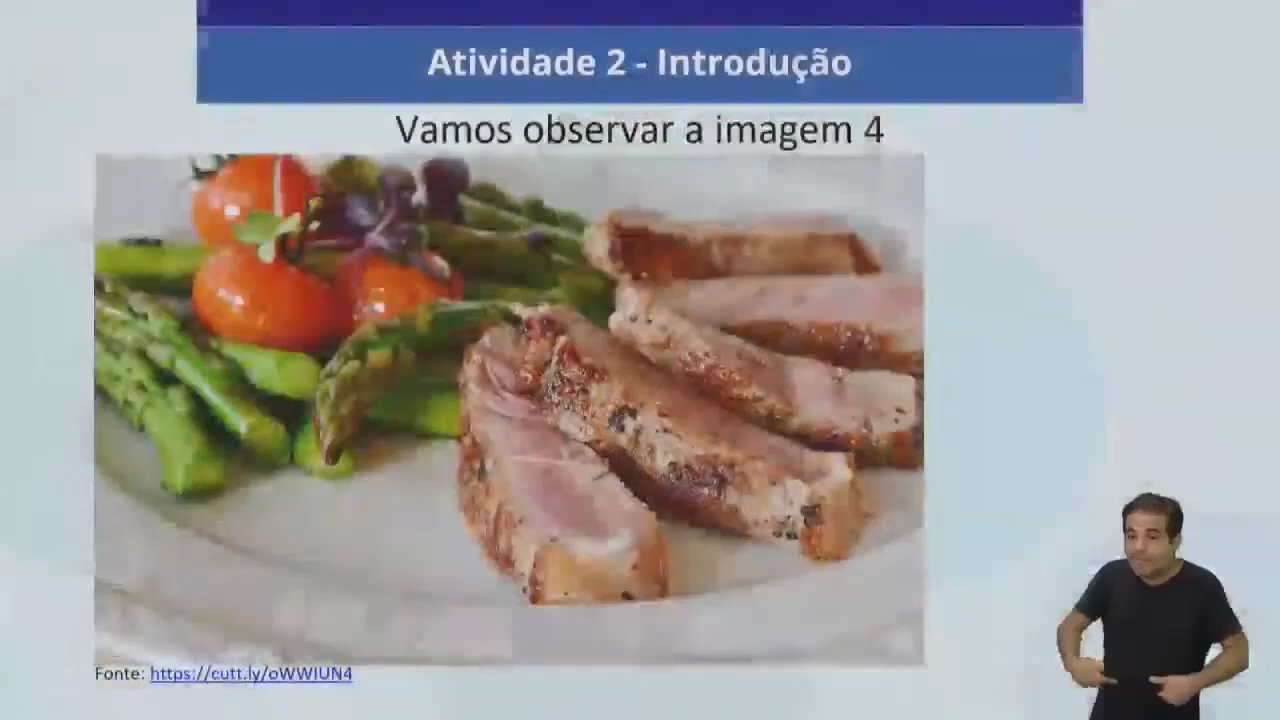 Atividade 2 - Introdução
Vamos observar a imagem 4
Fonte: https://cutt.ly/oWWIUN4